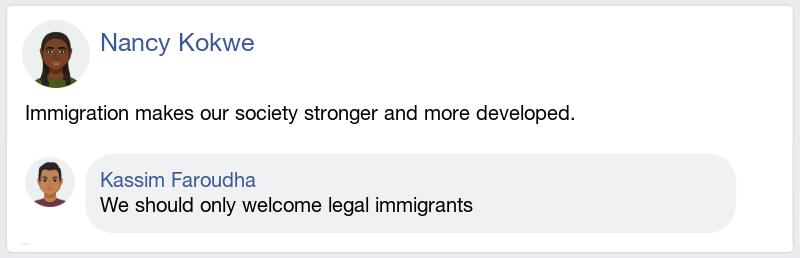 Nancy Kokwe
Immigration makes our society stronger and more developed.
Kassim Faroudha
We should only welcome legal immigrants